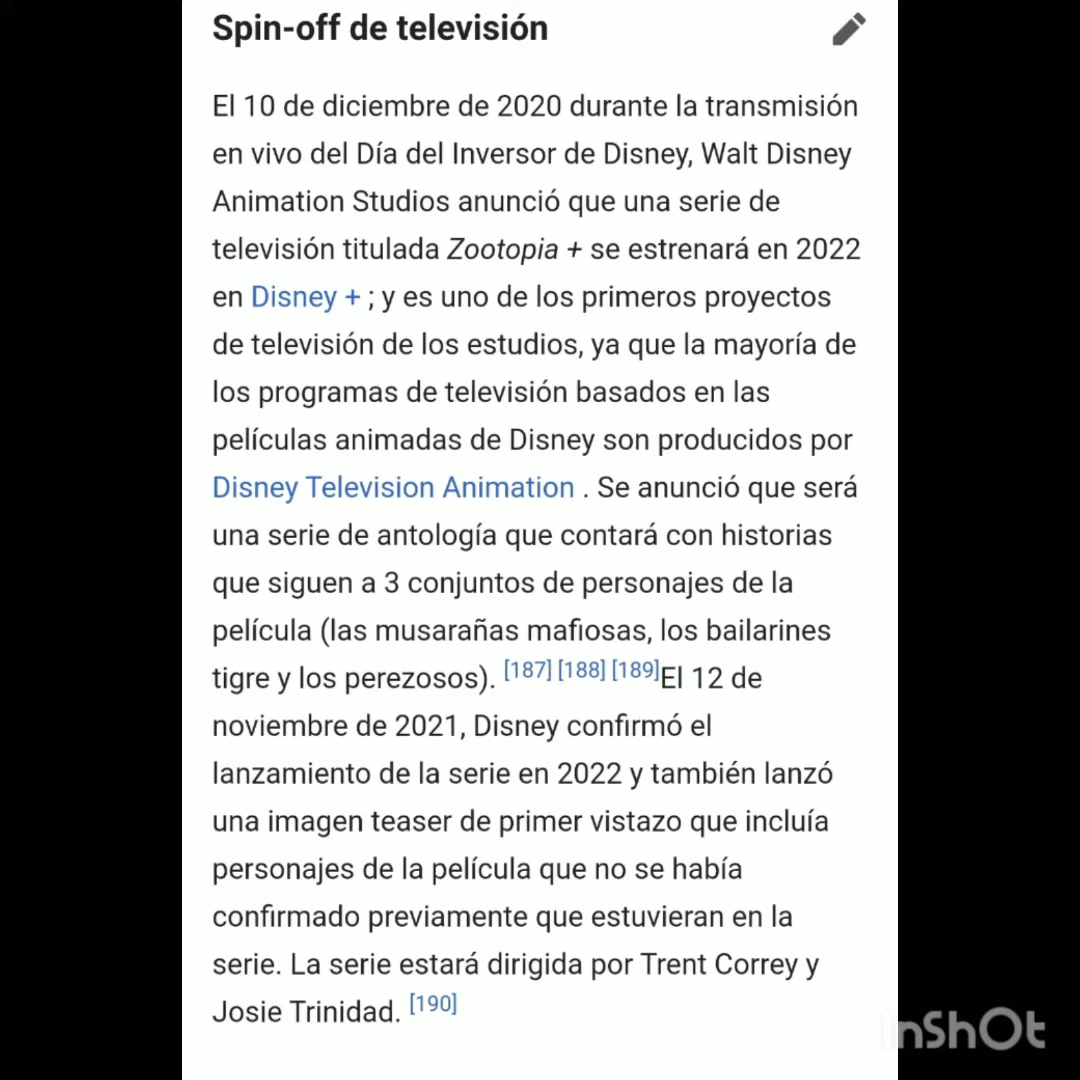 Spin-off de televisión
El 10 de diciembre de 2020 durante la transmisión
en vivo del Día del Inversor de Disney, Walt Disney
Animation Studios anunció que una serie de
televisión titulada Zootopia + se estrenará en 2022
en Disney + ; y es uno de los primeros proyectos
de televisión de los estudios, ya que la mayoría de
los programas de televisión basados en las
películas animadas de Disney son producidos por
Disney Television Animation . Se anunció que será
una serie de antología que contará con historias
que siguen a 3 conjuntos de personajes de la
película (las musarañas mafiosas, los bailarines
tigre y los perezosos). [187] [188] [189]El 12 de
noviembre de 2021, Disney confirmó el
lanzamiento de la serie en 2022 y también lanzó
una imagen teaser de primer vistazo que incluía
personajes de la película que no se había
confirmado previamente que estuvieran en la
serie. La serie estará dirigida por Trent Correy y
Josie Trinidad. [190]
InShOt